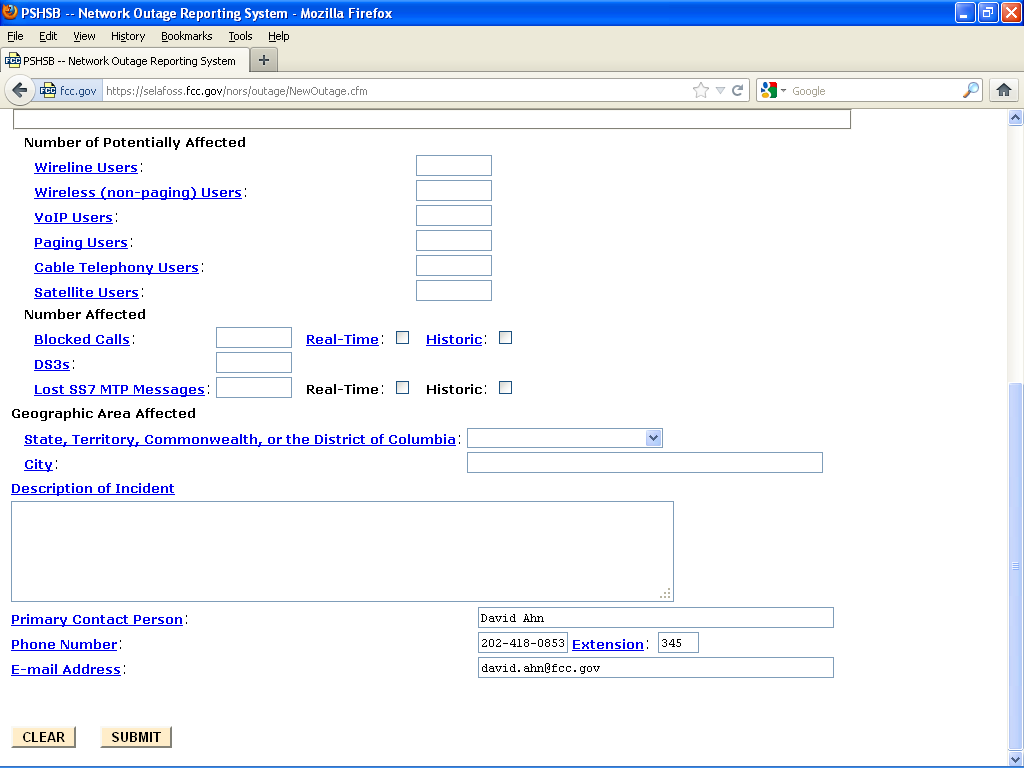 PSHSB -- Network Outage Reporting System - Mozilla Firefox
File Edit View History Bookmarks Tools Help
FCC PSHSB -- Network Outage Reporting System +
FCC fcc.gov https://selafoss.fcc.gov/nors/outage/NewOutage.cfm Google
Number of Potentially Affected
Wireline Users:
Wireless (non-paging) Users:
VoIP Users:
Paging Users:
Cable Telephony Users:
Satellite Users:
Number Affected
Blocked Calls: Real-Time: Historic:
DS3s:
Lost SS7 MTP Messages: Real-Time: Historic:
Geographic Area Affected
State, Territory, Commonwealth, or the District of Columbia:
City:
Description of Incident
Primary Contact Person: David Ahn
Phone Number: 202-418-0853 Extension: 345
E-mail Address: david.ahn@fcc.gov
CLEAR SUBMIT